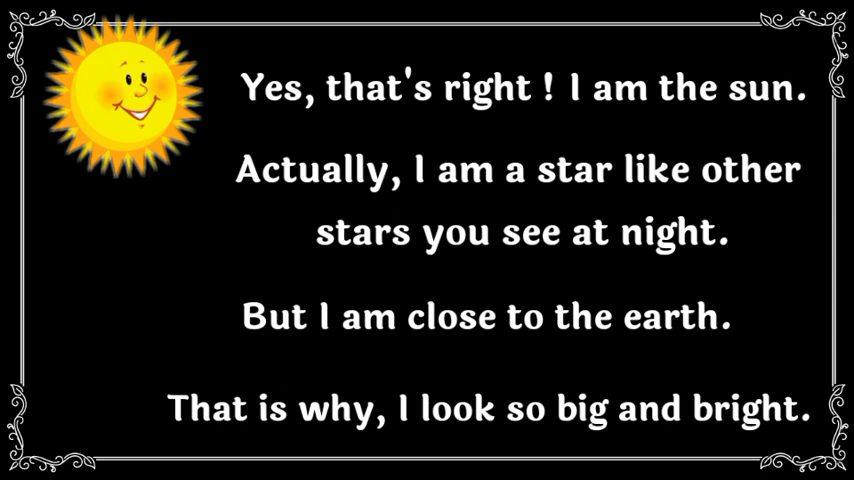 Yes, that's right ! I am the sun.
Actually, I am a star like other
stars you see at night.
But I am close to the earth.
That is why, I look so big and bright.